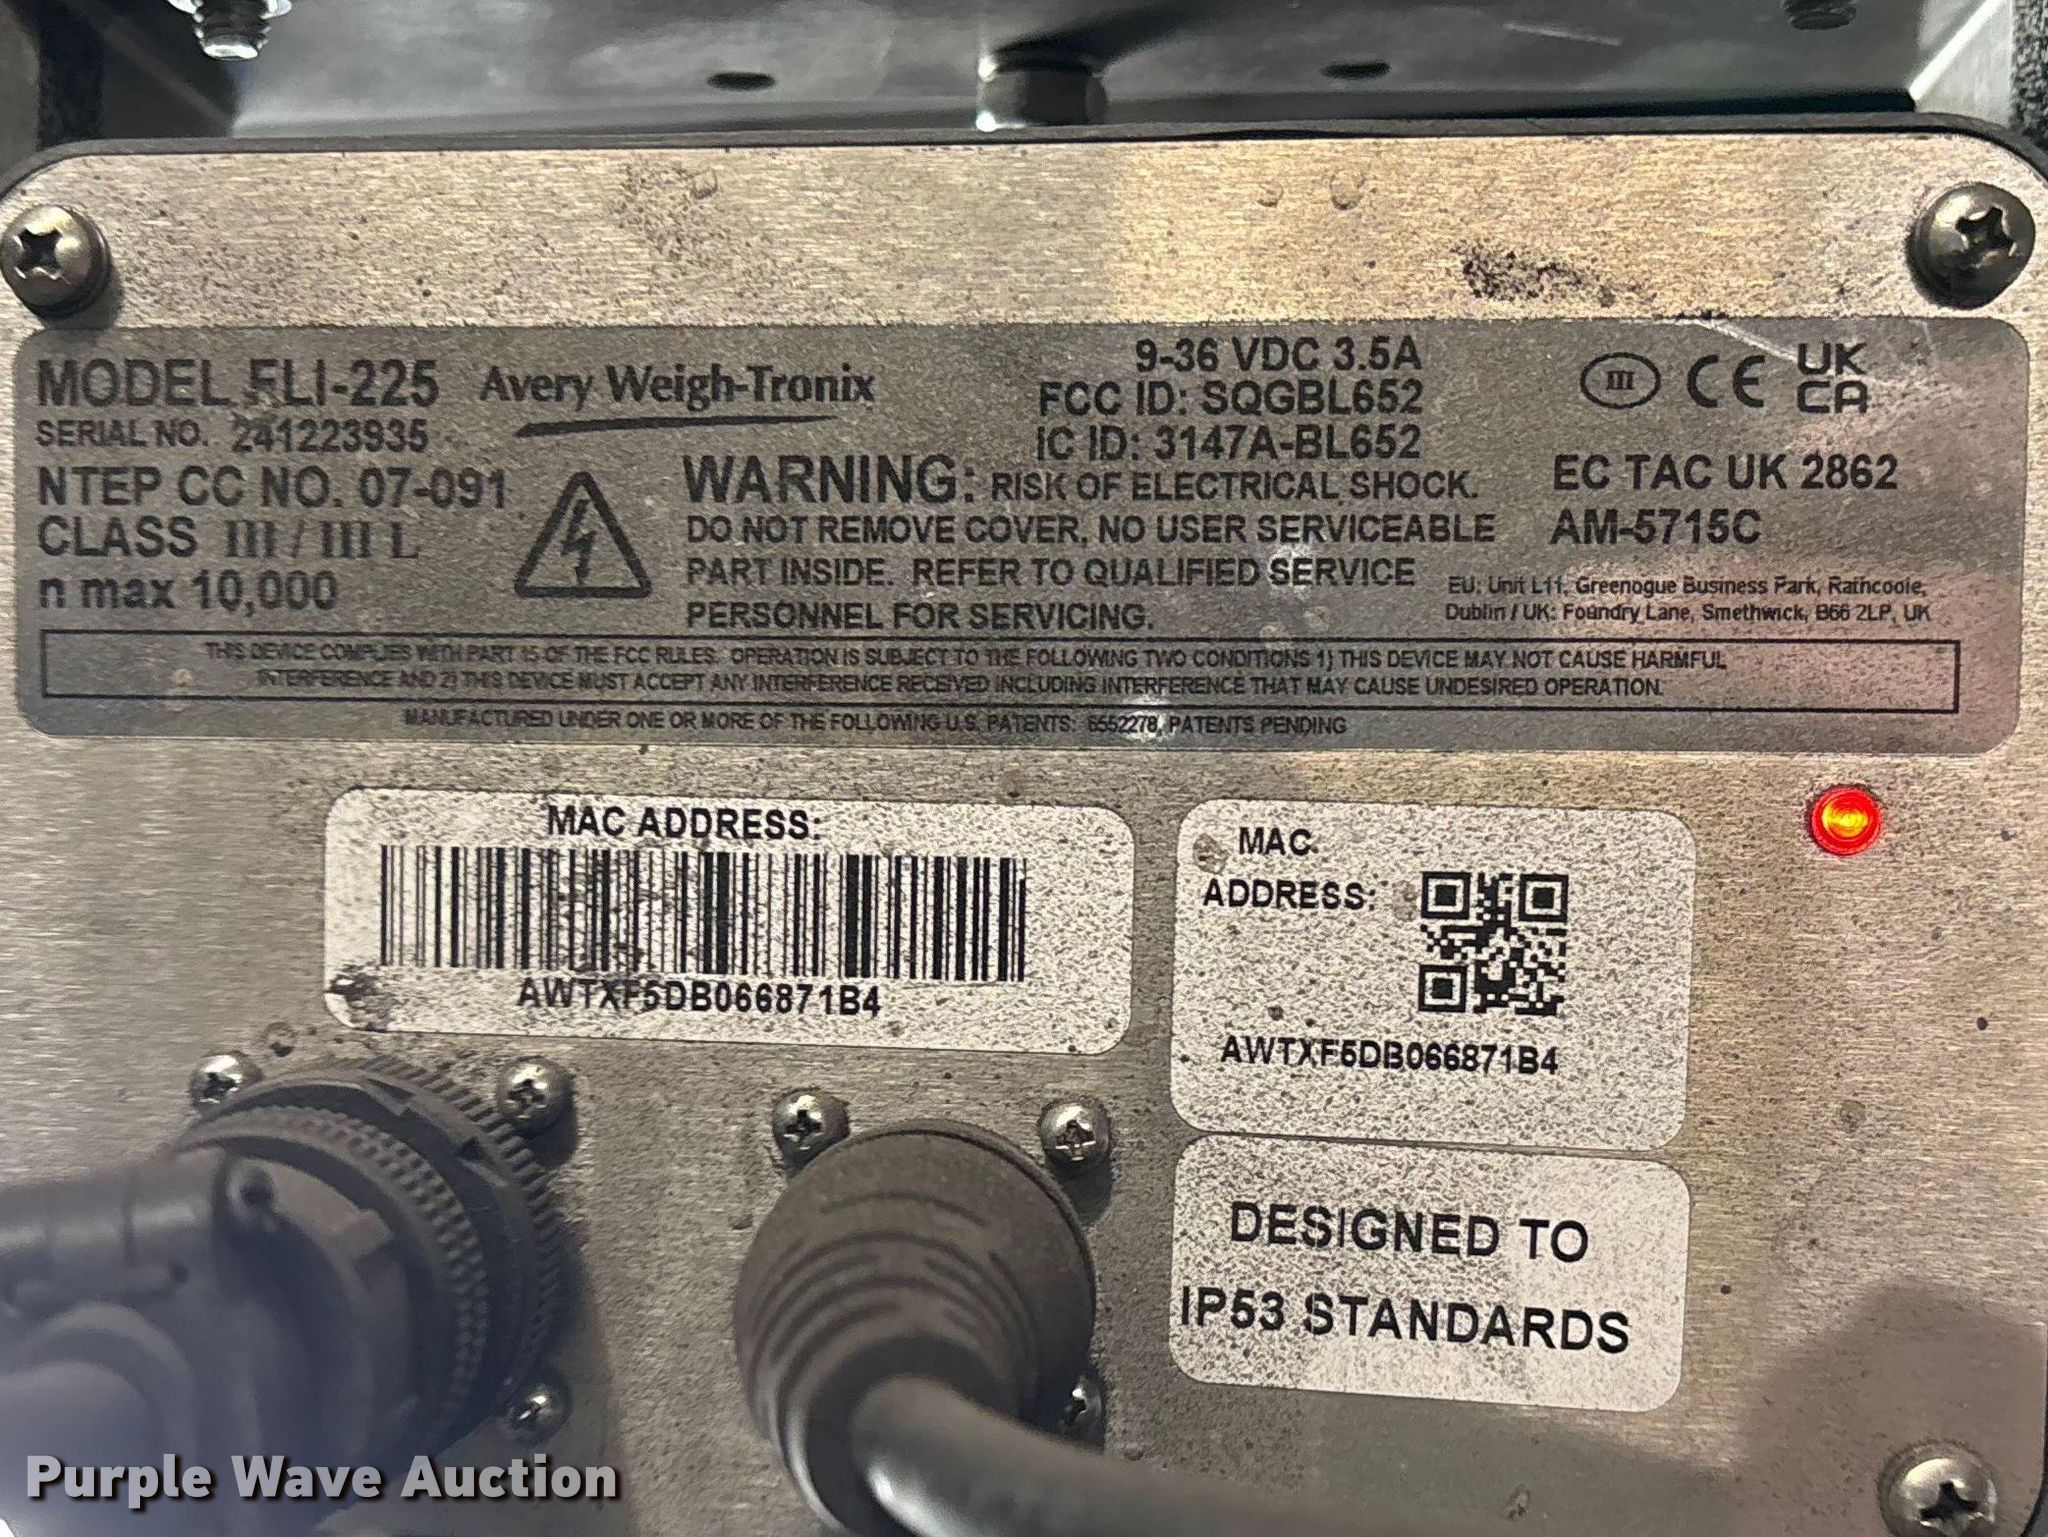 MODEL FLI-225
SERIAL NO. 241223935
NTEP CC NO. 07-091
CLASS III / III L
n max 10,000
Avery Weigh-Tronix
9-36 VDC 3.5A
FCC ID: SQGBL652
IC ID: 3147A-BL652
WARNING: RISK OF ELECTRICAL SHOCK.
DO NOT REMOVE COVER, NO USER SERVICEABLE
PART INSIDE. REFER TO QUALIFIED SERVICE
PERSONNEL FOR SERVICING.
III CE UK
CA
EC TAC UK 2862
AM-5715C
EU: Unit L11, Greenogue Business Park, Rathcoole,
Dublin / UK: Foundry Lane, Smethwick, B66 2LP, UK
THIS DEVICE COMPLIES WITH PART 15 OF THE FCC RULES. OPERATION IS SUBJECT TO THE FOLLOWING TWO CONDITIONS 1) THIS DEVICE MAY NOT CAUSE HARMFUL
INTERFERENCE AND 2) THIS DEVICE MUST ACCEPT ANY INTERFERENCE RECEIVED INCLUDING INTERFERENCE THAT MAY CAUSE UNDESIRED OPERATION.
MANUFACTURED UNDER ONE OR MORE OF THE FOLLOWING U.S. PATENTS: 6552278, PATENTS PENDING
MAC ADDRESS:
AWTXF5DB066871B4
MAC
ADDRESS:
AWTXF5DB066871B4
DESIGNED TO
IP53 STANDARDS
Purple Wave Auction